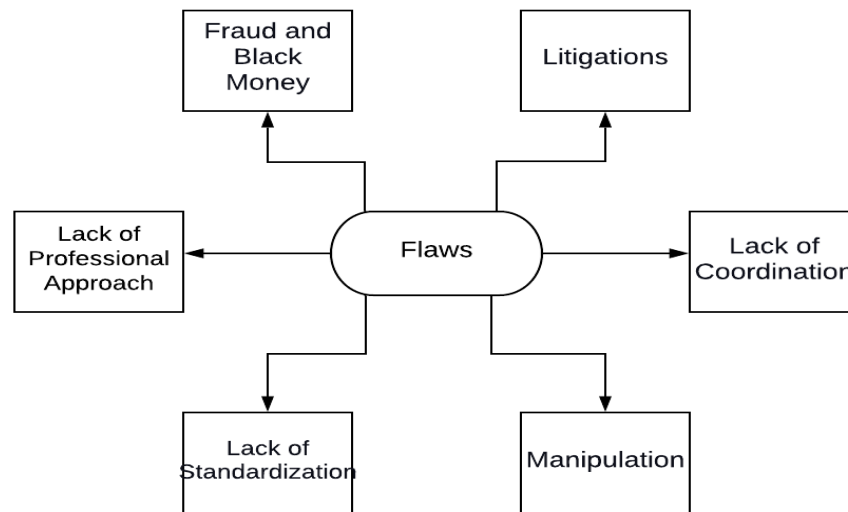 Fraud and
Black
Money
Litigations
Lack of
Professional
Approach
Flaws
Lack of
Coordination
Lack of
Standardization
Manipulation